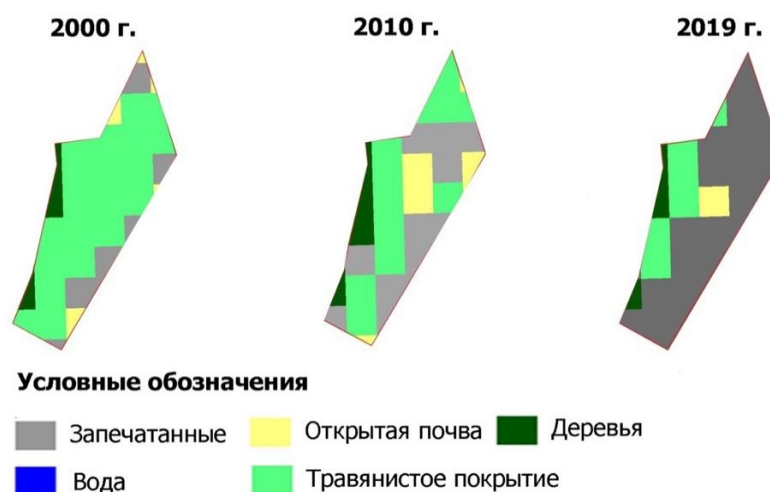 2000 г. 2010 г. 2019 г.
Условные обозначения
Запечатанные Открытая почва Деревья
Вода Травянистое покрытие